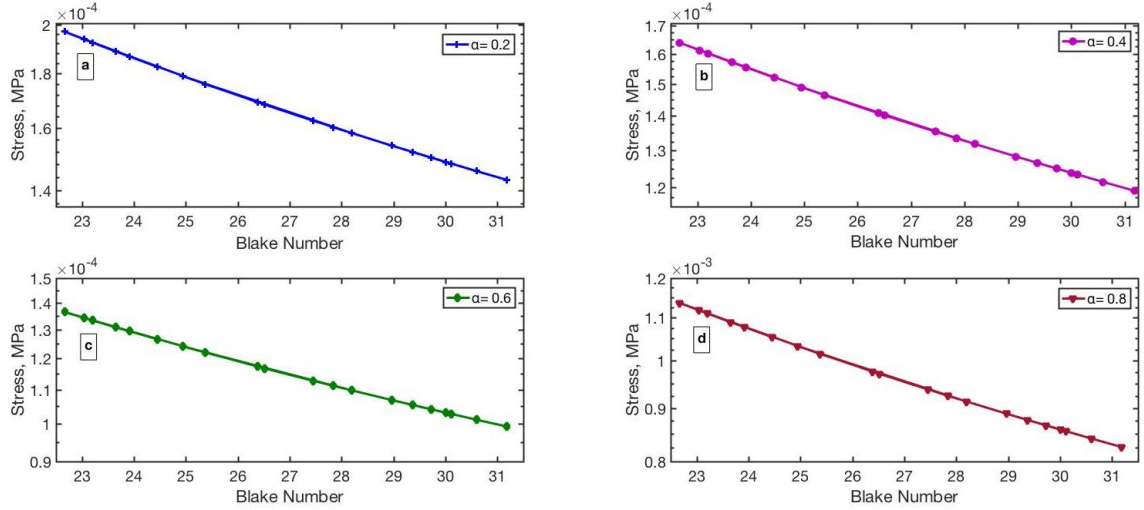 ×10⁻⁴
2
1.8
1.6
1.4
Stress, MPa
a
α= 0.2
23 24 25 26 27 28 29 30 31
Blake Number
×10⁻⁴
1.7
1.6
1.5
1.4
1.3
1.2
Stress, MPa
b
α= 0.4
23 24 25 26 27 28 29 30 31
Blake Number
×10⁻⁴
1.5
1.4
1.3
1.2
1.1
1
0.9
Stress, MPa
c
α= 0.6
23 24 25 26 27 28 29 30 31
Blake Number
×10⁻³
1.2
1.1
1
0.9
0.8
Stress, MPa
d
α= 0.8
23 24 25 26 27 28 29 30 31
Blake Number